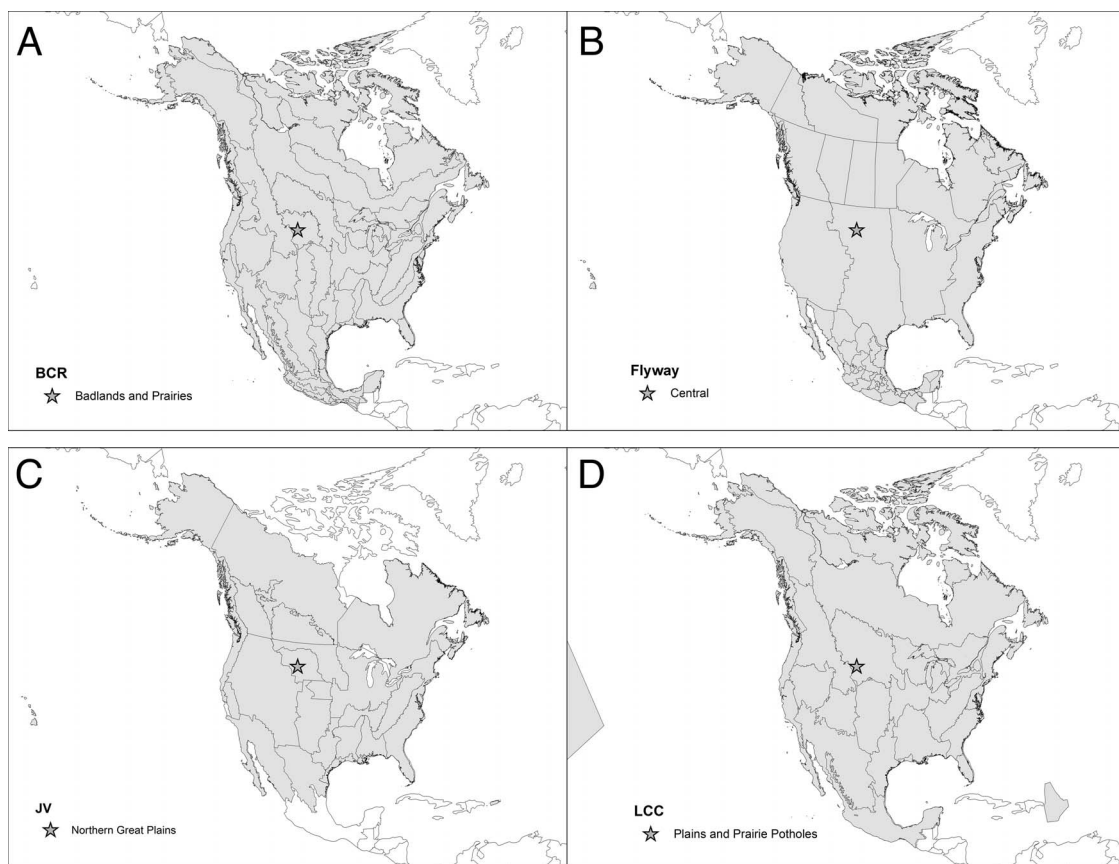 A
BCR
Badlands and Prairies
B
Flyway
Central
C
JV
Northern Great Plains
D
LCC
Plains and Prairie Potholes